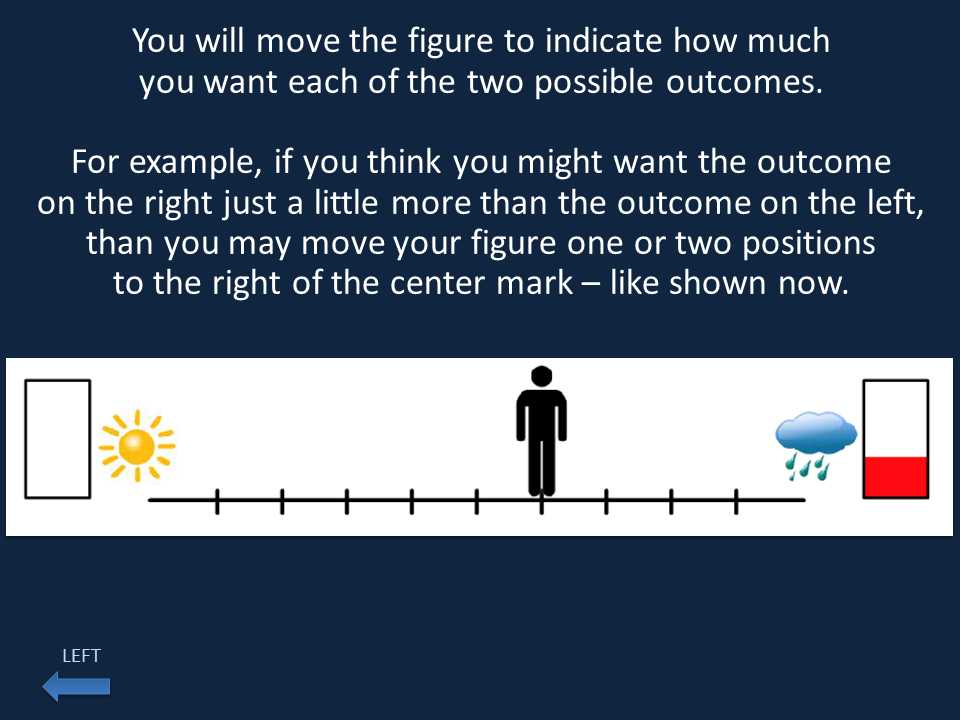 You will move the figure to indicate how much
you want each of the two possible outcomes.
For example, if you think you might want the outcome
on the right just a little more than the outcome on the left,
than you may move your figure one or two positions
to the right of the center mark – like shown now.
LEFT